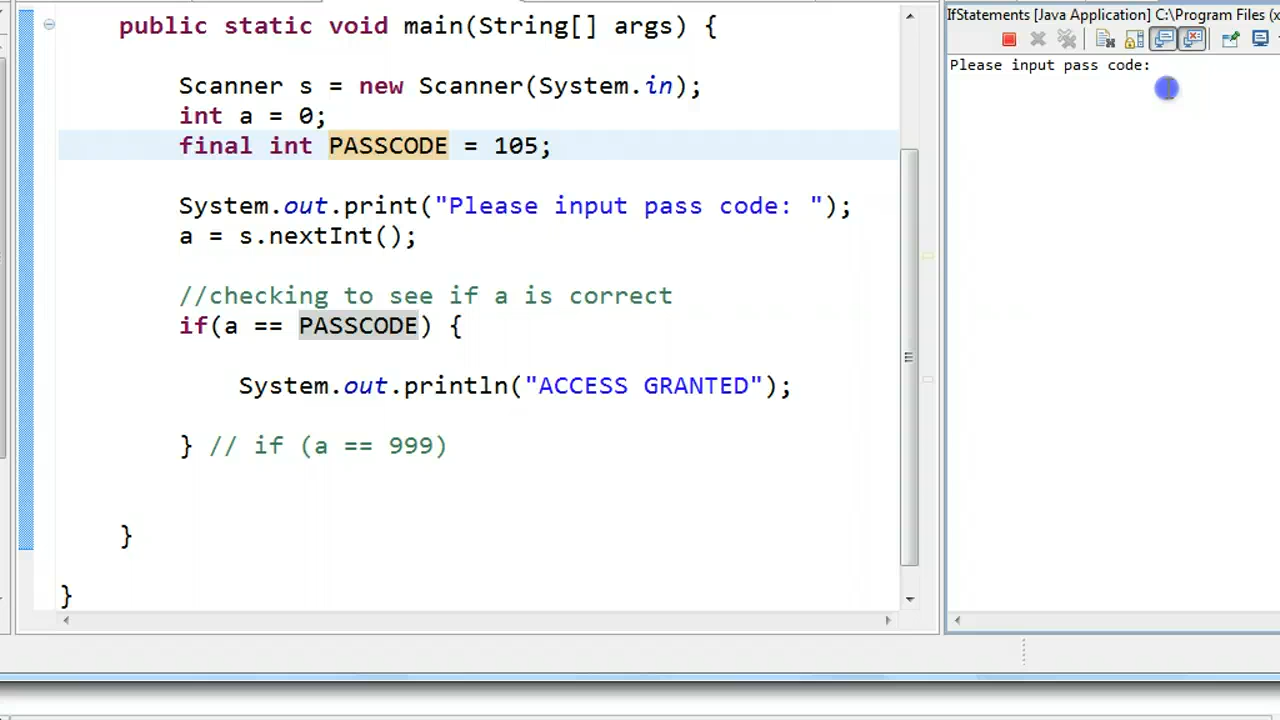 public static void main(String[] args) {
Scanner s = new Scanner(System.in);
int a = 0;
final int PASSCODE = 105;
System.out.print("Please input pass code: ");
a = s.nextInt();
//checking to see if a is correct
if(a == PASSCODE) {
System.out.println("ACCESS GRANTED");
} // if (a == 999)
}
}
IfStatements [Java Application] C:\Program Files (x
Please input pass code: